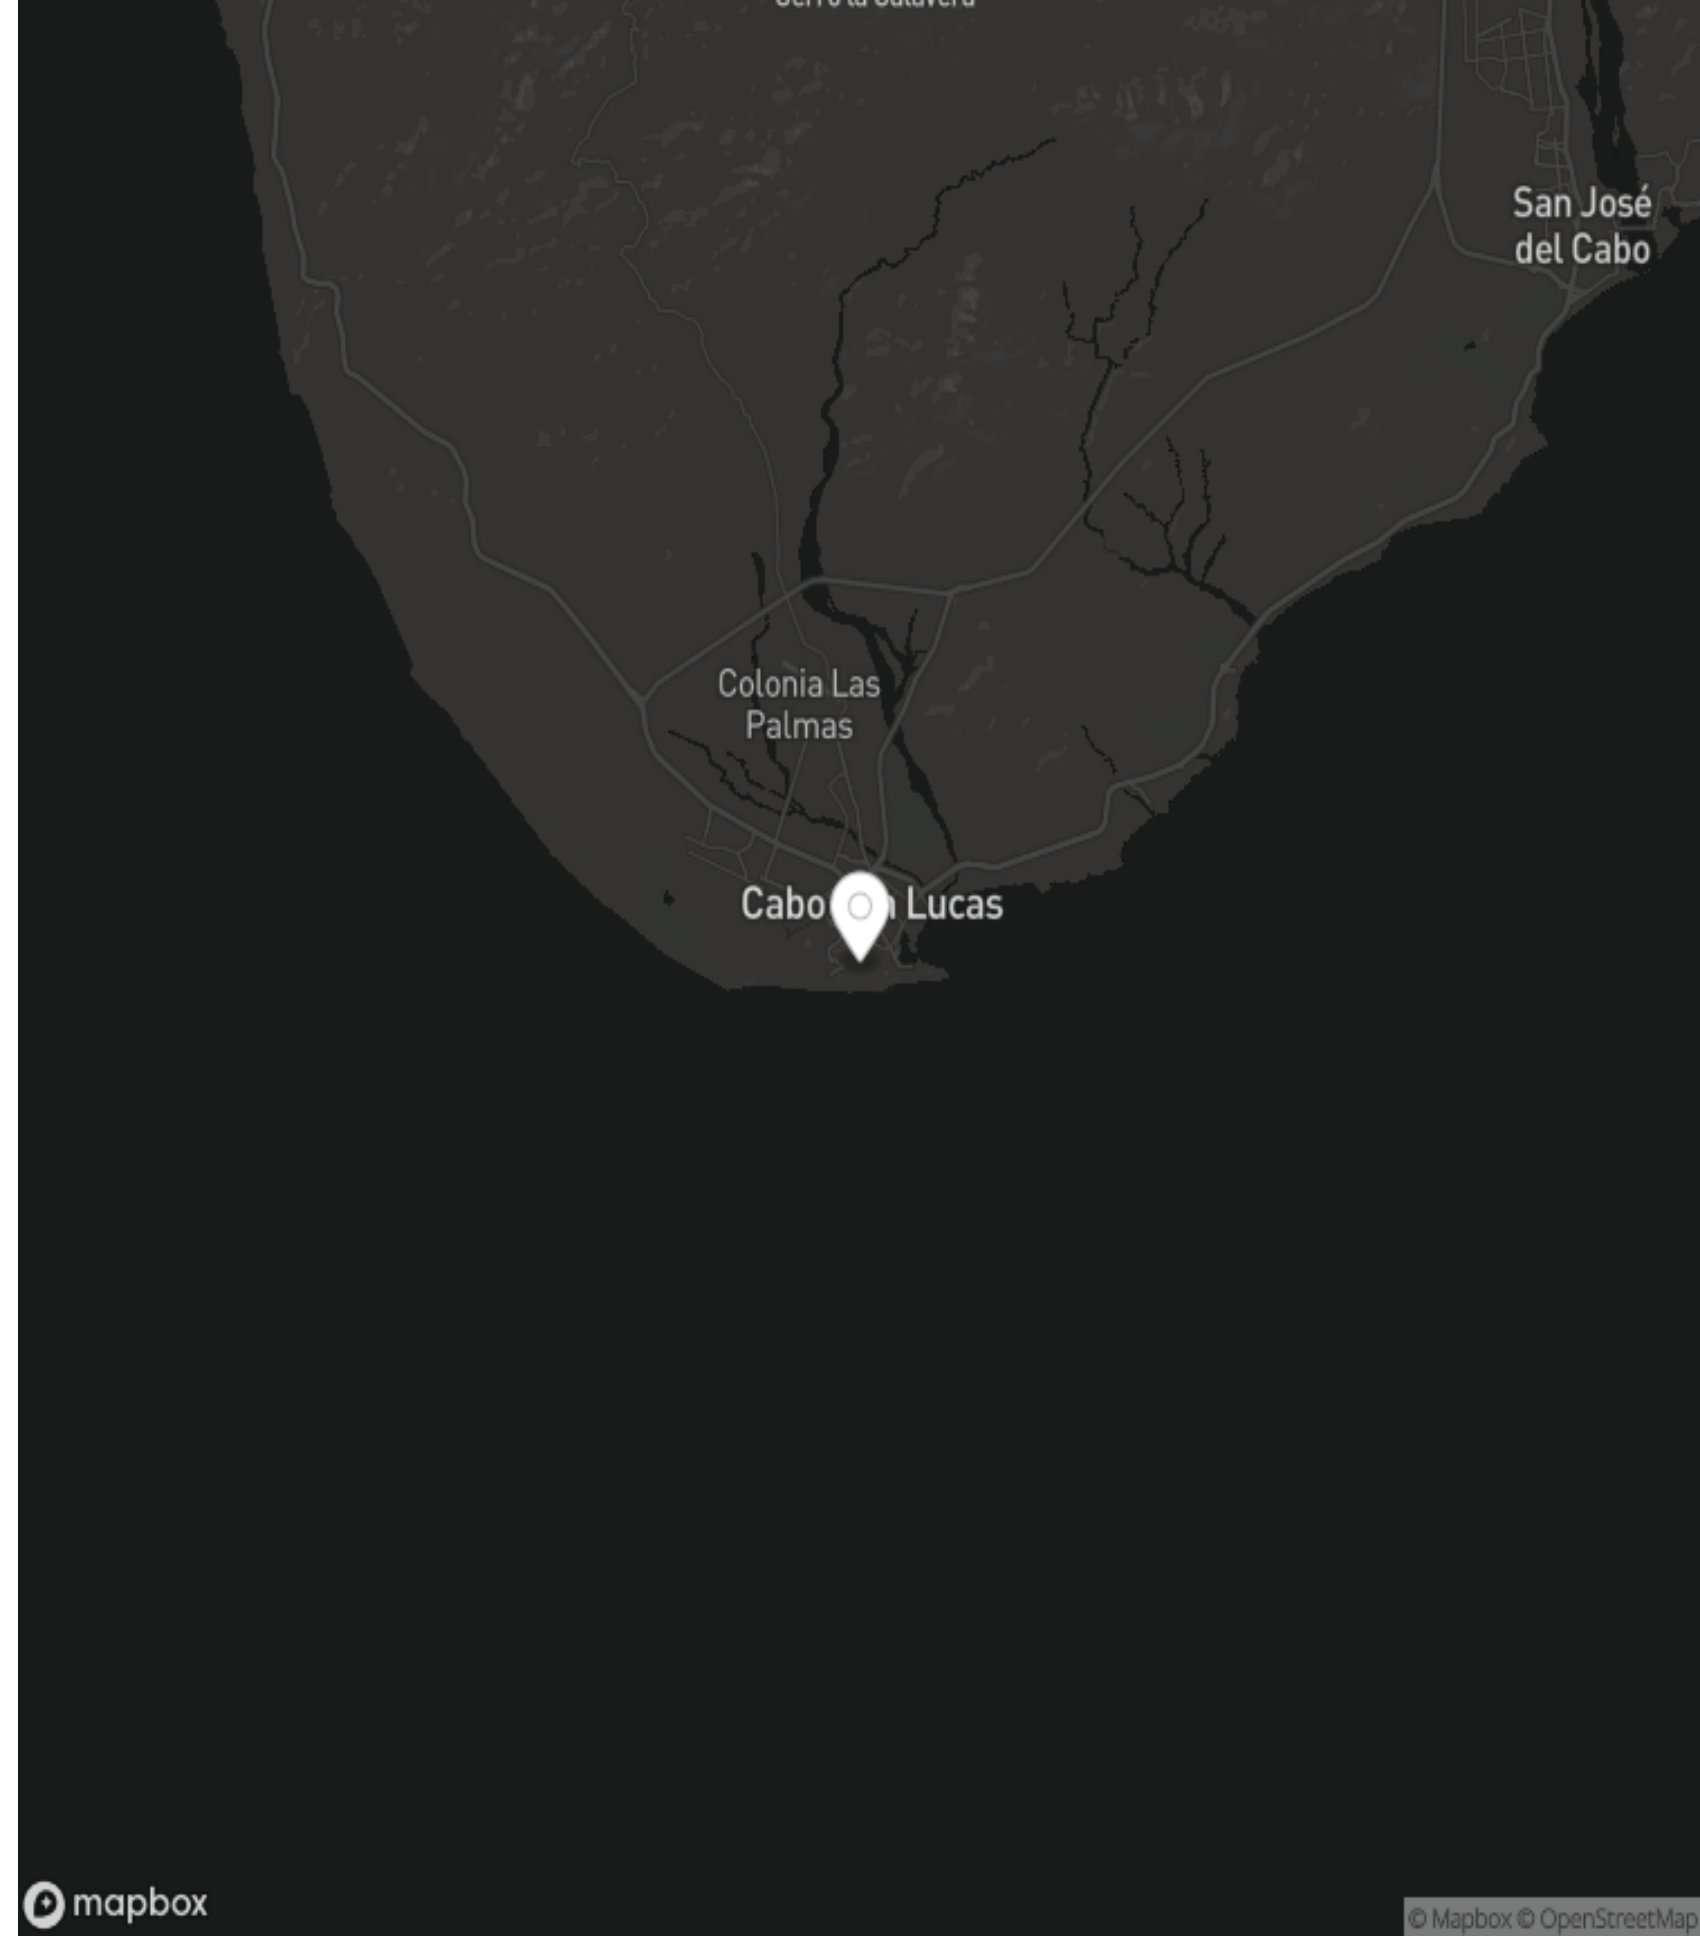 San José
del Cabo
Colonia Las
Palmas
Cabo Lucas
mapbox
© Mapbox © OpenStreetMap